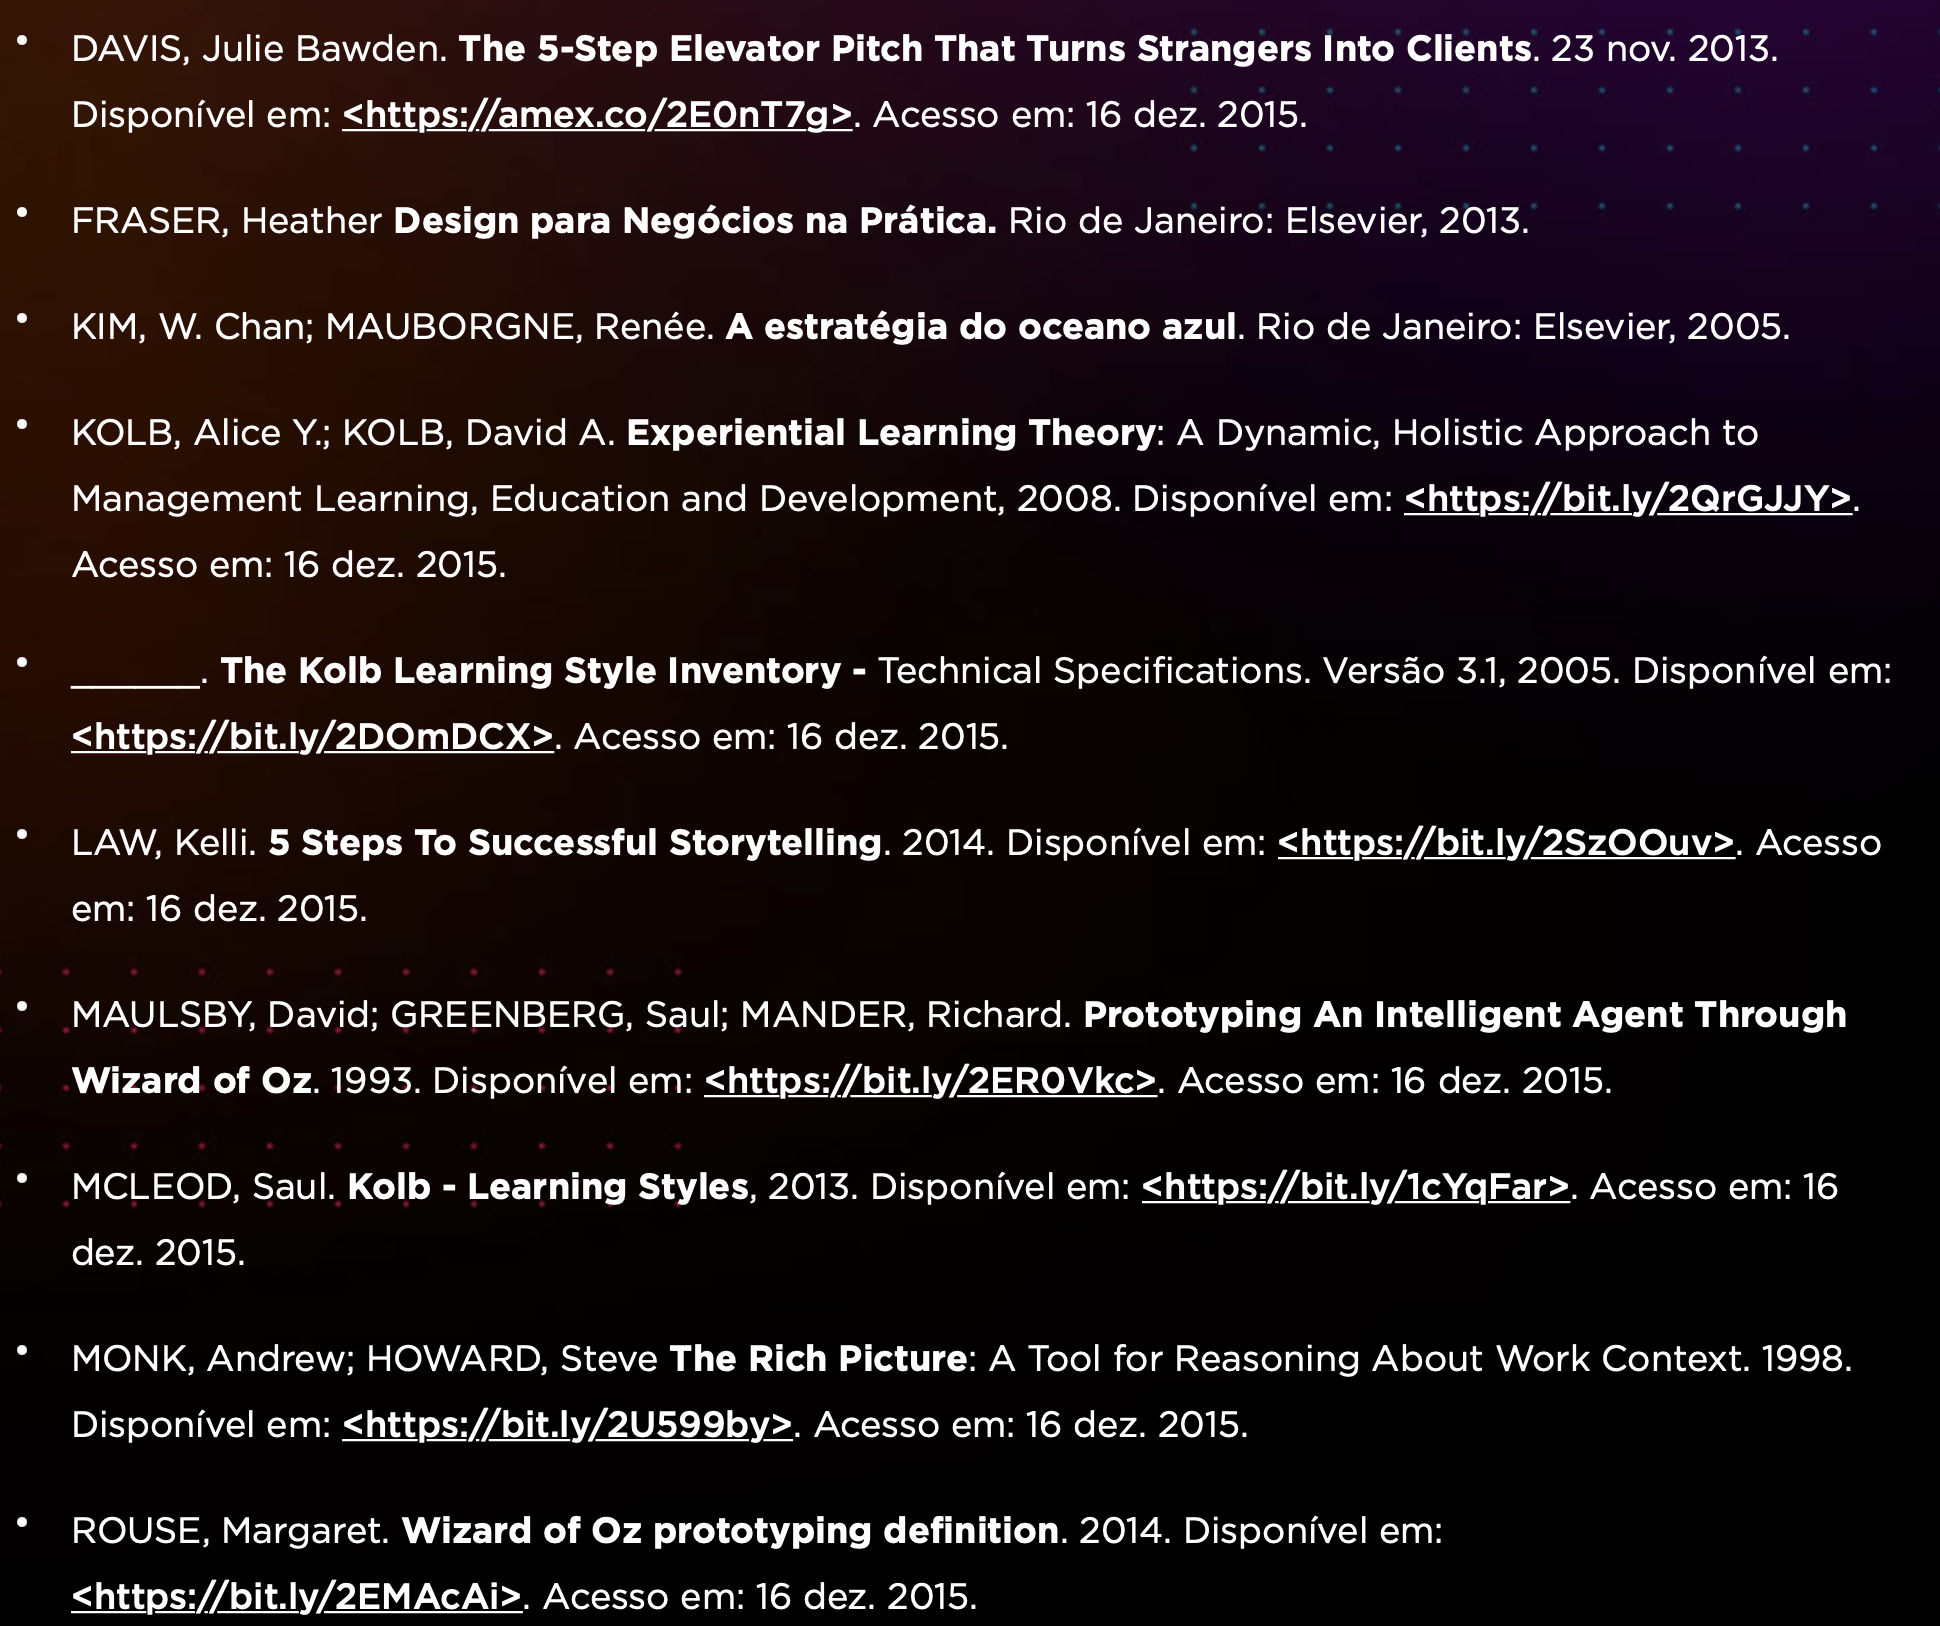 • DAVIS, Julie Bawden. The 5-Step Elevator Pitch That Turns Strangers Into Clients. 23 nov. 2013.
Disponível em: <https://amex.co/2E0nT7g>. Acesso em: 16 dez. 2015.
• FRASER, Heather Design para Negócios na Prática. Rio de Janeiro: Elsevier, 2013.
• KIM, W. Chan; MAUBORGNE, Renée. A estratégia do oceano azul. Rio de Janeiro: Elsevier, 2005.
• KOLB, Alice Y.; KOLB, David A. Experiential Learning Theory: A Dynamic, Holistic Approach to
Management Learning, Education and Development, 2008. Disponível em: <https://bit.ly/2QrGJJY>.
Acesso em: 16 dez. 2015.
• ______. The Kolb Learning Style Inventory - Technical Specifications. Versão 3.1, 2005. Disponível em:
<https://bit.ly/2DOmDCX>. Acesso em: 16 dez. 2015.
• LAW, Kelli. 5 Steps To Successful Storytelling. 2014. Disponível em: <https://bit.ly/2SzOOuv>. Acesso
em: 16 dez. 2015.
• MAULSBY, David; GREENBERG, Saul; MANDER, Richard. Prototyping An Intelligent Agent Through
Wizard of Oz. 1993. Disponível em: <https://bit.ly/2ER0Vkc>. Acesso em: 16 dez. 2015.
• MCLEOD, Saul. Kolb - Learning Styles, 2013. Disponível em: <https://bit.ly/1cYqFar>. Acesso em: 16
dez. 2015.
• MONK, Andrew; HOWARD, Steve The Rich Picture: A Tool for Reasoning About Work Context. 1998.
Disponível em: <https://bit.ly/2U599by>. Acesso em: 16 dez. 2015.
• ROUSE, Margaret. Wizard of Oz prototyping definition. 2014. Disponível em:
<https://bit.ly/2EMAcAi>. Acesso em: 16 dez. 2015.